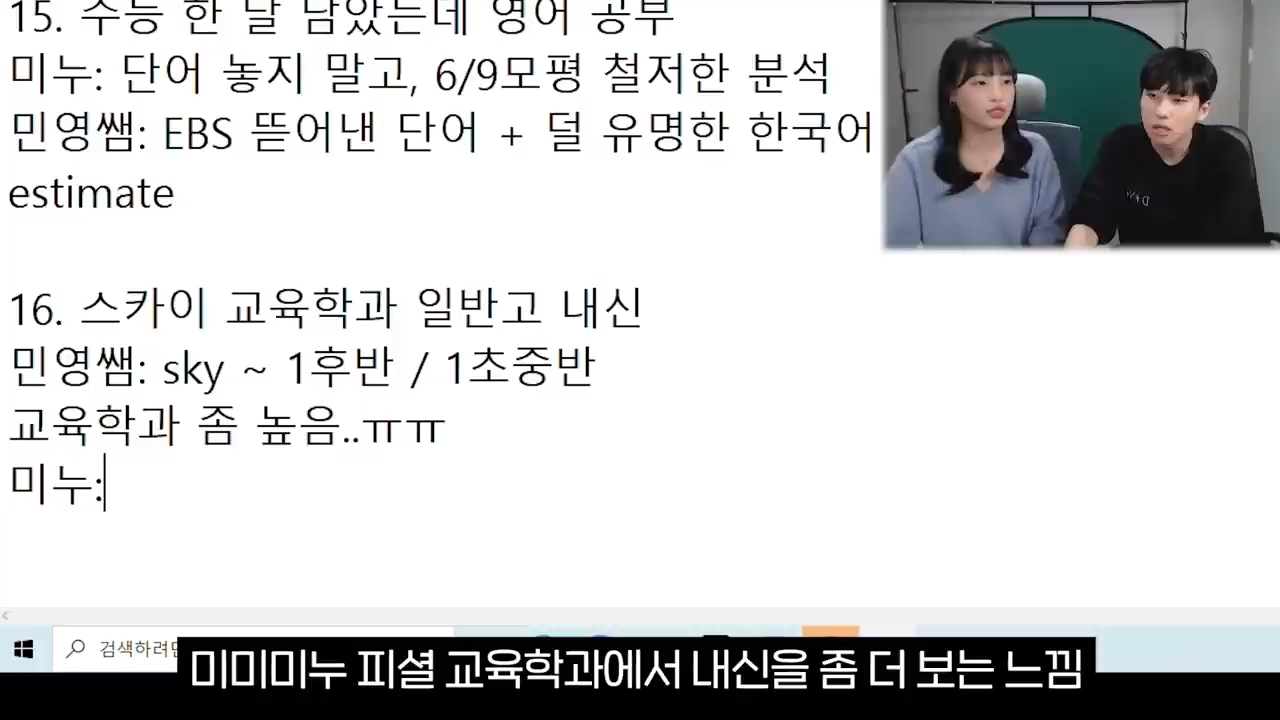 15. 수능 한 달 남았는데 영어 공부
미누: 단어 놓지 말고, 6/9모평 철저한 분석
민영쌤: EBS 뜯어낸 단어 + 덜 유명한 한국어
estimate
16. 스카이 교육학과 일반고 내신
민영쌤: sky ~ 1후반 / 1초중반
교육학과 좀 높음..ㅠㅠ
미누:
미미미누 피셜 교육학과에서 내신을 좀 더 보는 느낌